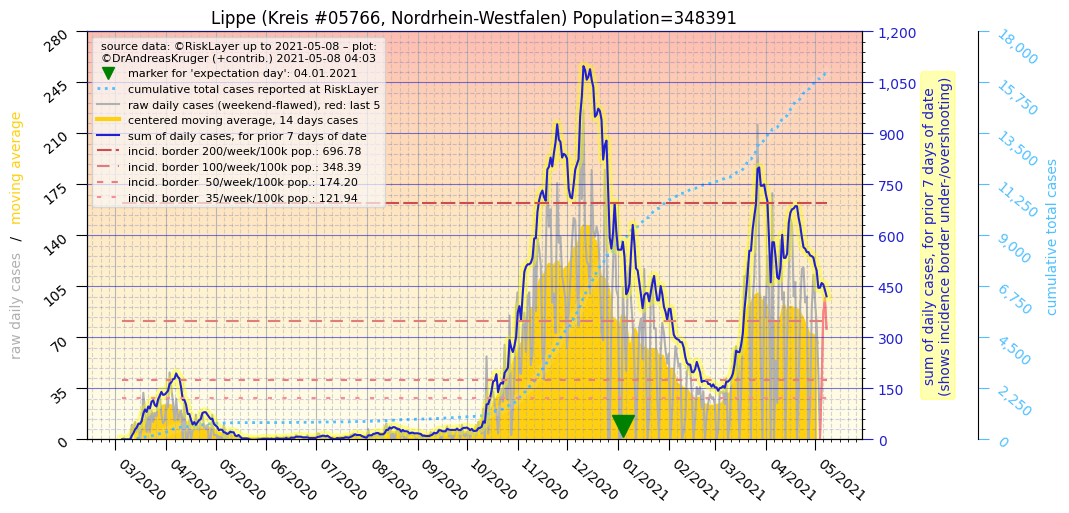 Lippe (Kreis #05766, Nordrhein-Westfalen) Population=348391
source data: ©RiskLayer up to 2021-05-08 – plot:
©DrAndreasKruger (+contrib.) 2021-05-08 04:03
marker for 'expectation day': 04.01.2021
cumulative total cases reported at RiskLayer
raw daily cases (weekend-flawed), red: last 5
centered moving average, 14 days cases
sum of daily cases, for prior 7 days of date
incid. border 200/week/100k pop.: 696.78
incid. border 100/week/100k pop.: 348.39
incid. border  50/week/100k pop.: 174.20
incid. border  35/week/100k pop.: 121.94
raw daily cases  /  moving average
280
245
210
175
140
105
70
35
0
03/2020
04/2020
05/2020
06/2020
07/2020
08/2020
09/2020
10/2020
11/2020
12/2020
01/2021
02/2021
03/2021
04/2021
05/2021
1,200
1,050
900
750
600
450
300
150
0
sum of daily cases, for prior 7 days of date
(shows incidence border under-/overshooting)
18,000
15,750
13,500
11,250
9,000
6,750
4,500
2,250
0
cumulative total cases